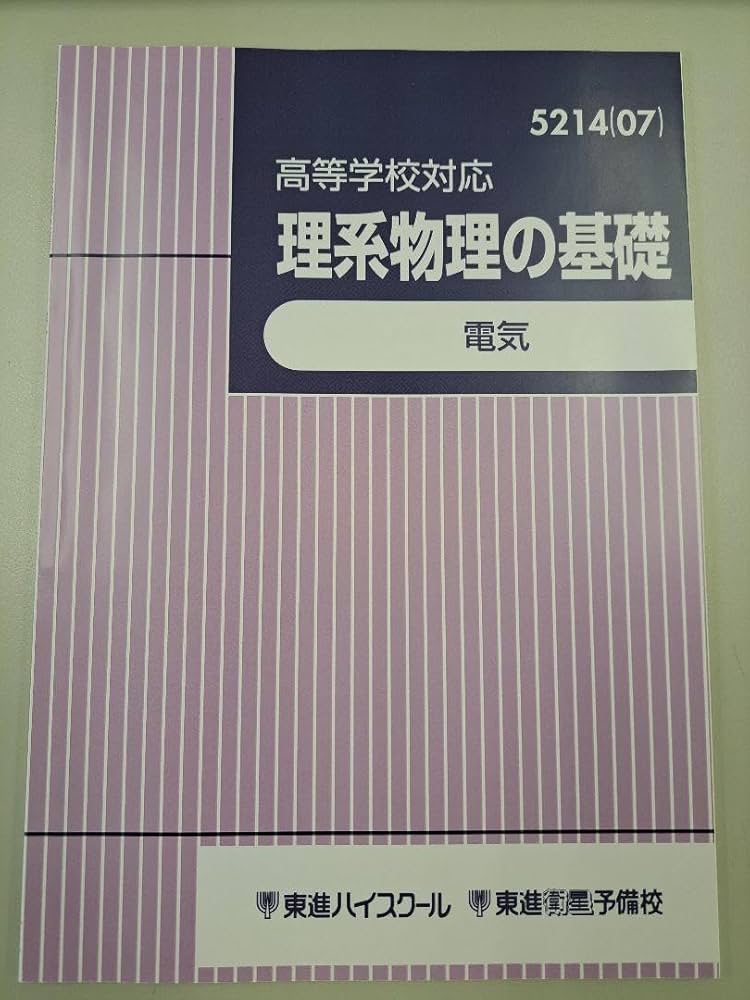 5214(07)
高等学校対応
理系物理の基礎
電気
東進ハイスクール 東進衛星予備校